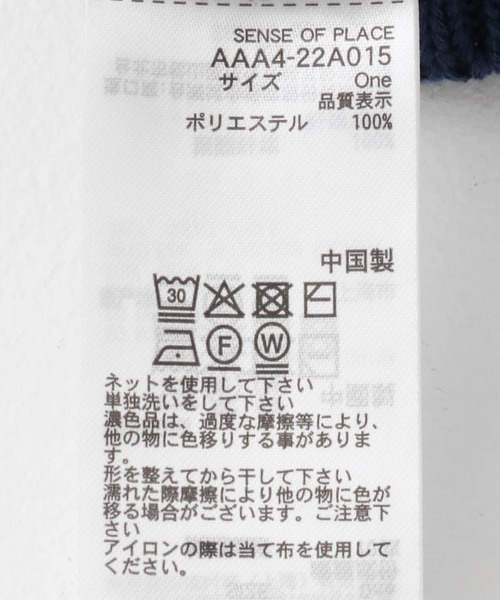 SENSE OF PLACE
AAA4-22A015
サイズ One
品質表示
ポリエステル 100%
中国製
30
F W
ネットを使用して下さい
単独洗いをして下さい
濃色品は、過度な摩擦等により、
他の物に色移りする事がありま
す。
形を整えてから干して下さい
濡れた際摩擦により他の物に色が
移る場合がございます。ご注意下
さい
アイロンの際は当て布を使用して
ください。